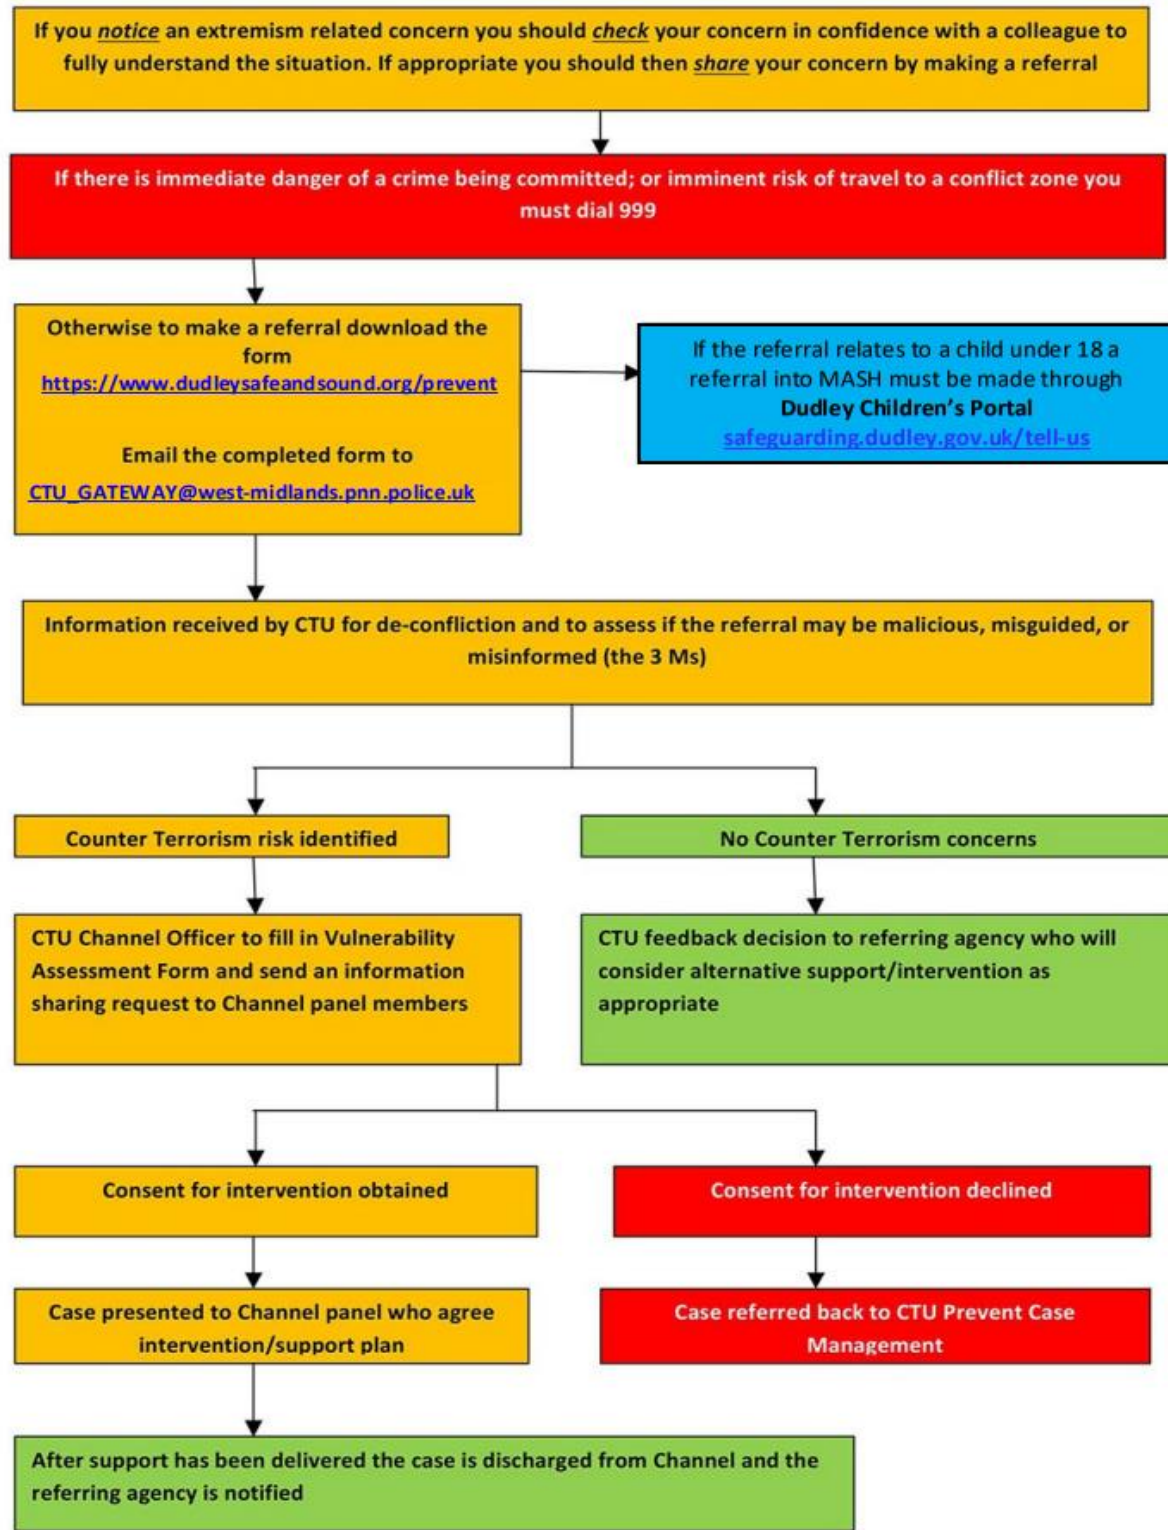 If you notice an extremism related concern you should check your concern in confidence with a colleague to
fully understand the situation. If appropriate you should then share your concern by making a referral
If there is immediate danger of a crime being committed; or imminent risk of travel to a conflict zone you
must dial 999
Otherwise to make a referral download the
form
https://www.dudleysafeandsound.org/prevent
Email the completed form to
CTU_GATEWAY@west-midlands.pnn.police.uk
If the referral relates to a child under 18 a
referral into MASH must be made through
Dudley Children's Portal
safeguarding.dudley.gov.uk/tell-us
Information received by CTU for de-confliction and to assess if the referral may be malicious, misguided, or
misinformed (the 3 Ms)
Counter Terrorism risk identified
No Counter Terrorism concerns
CTU Channel Officer to fill in Vulnerability
Assessment Form and send an information
sharing request to Channel panel members
CTU feedback decision to referring agency who will
consider alternative support/intervention as
appropriate
Consent for intervention obtained
Consent for intervention declined
Case presented to Channel panel who agree
intervention/support plan
Case referred back to CTU Prevent Case
Management
After support has been delivered the case is discharged from Channel and the
referring agency is notified